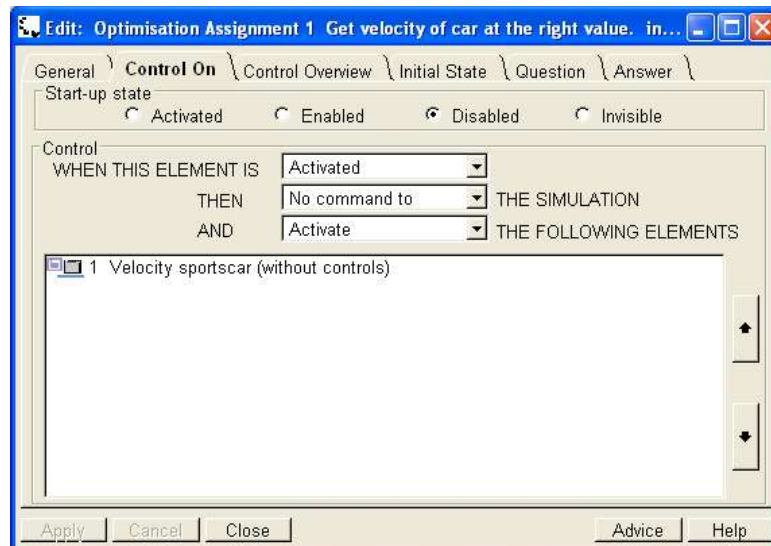 Edit: Optimisation Assignment 1 Get velocity of car at the right value. in...
General Control On Control Overview Initial State Question Answer
Start-up state
Activated Enabled Disabled Invisible
Control
WHEN THIS ELEMENT IS Activated
THEN No command to THE SIMULATION
AND Activate THE FOLLOWING ELEMENTS
1 Velocity sportscar (without controls)
Apply Cancel Close Advice Help